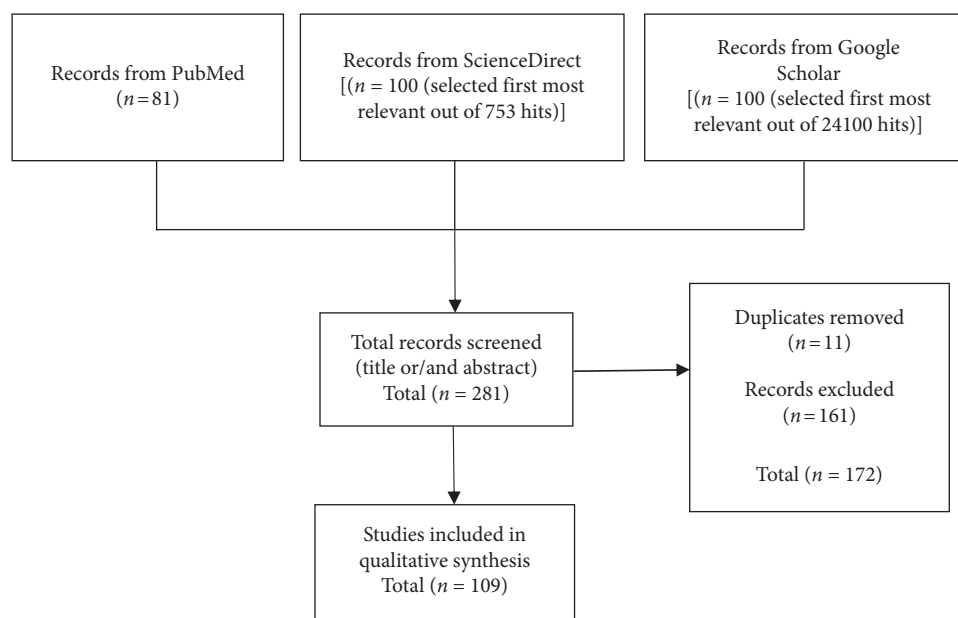 Records from PubMed
(n=81)
Records from ScienceDirect
[(n = 100 (selected first most
relevant out of 753 hits)]
Records from Google
Scholar
[(n = 100 (selected first most
relevant out of 24100 hits)]
Total records screened
(title or/and abstract)
Total (n = 281)
Duplicates removed
(n=11)
Records excluded
(n=161)
Total (n = 172)
Studies included in
qualitative synthesis
Total (n = 109)